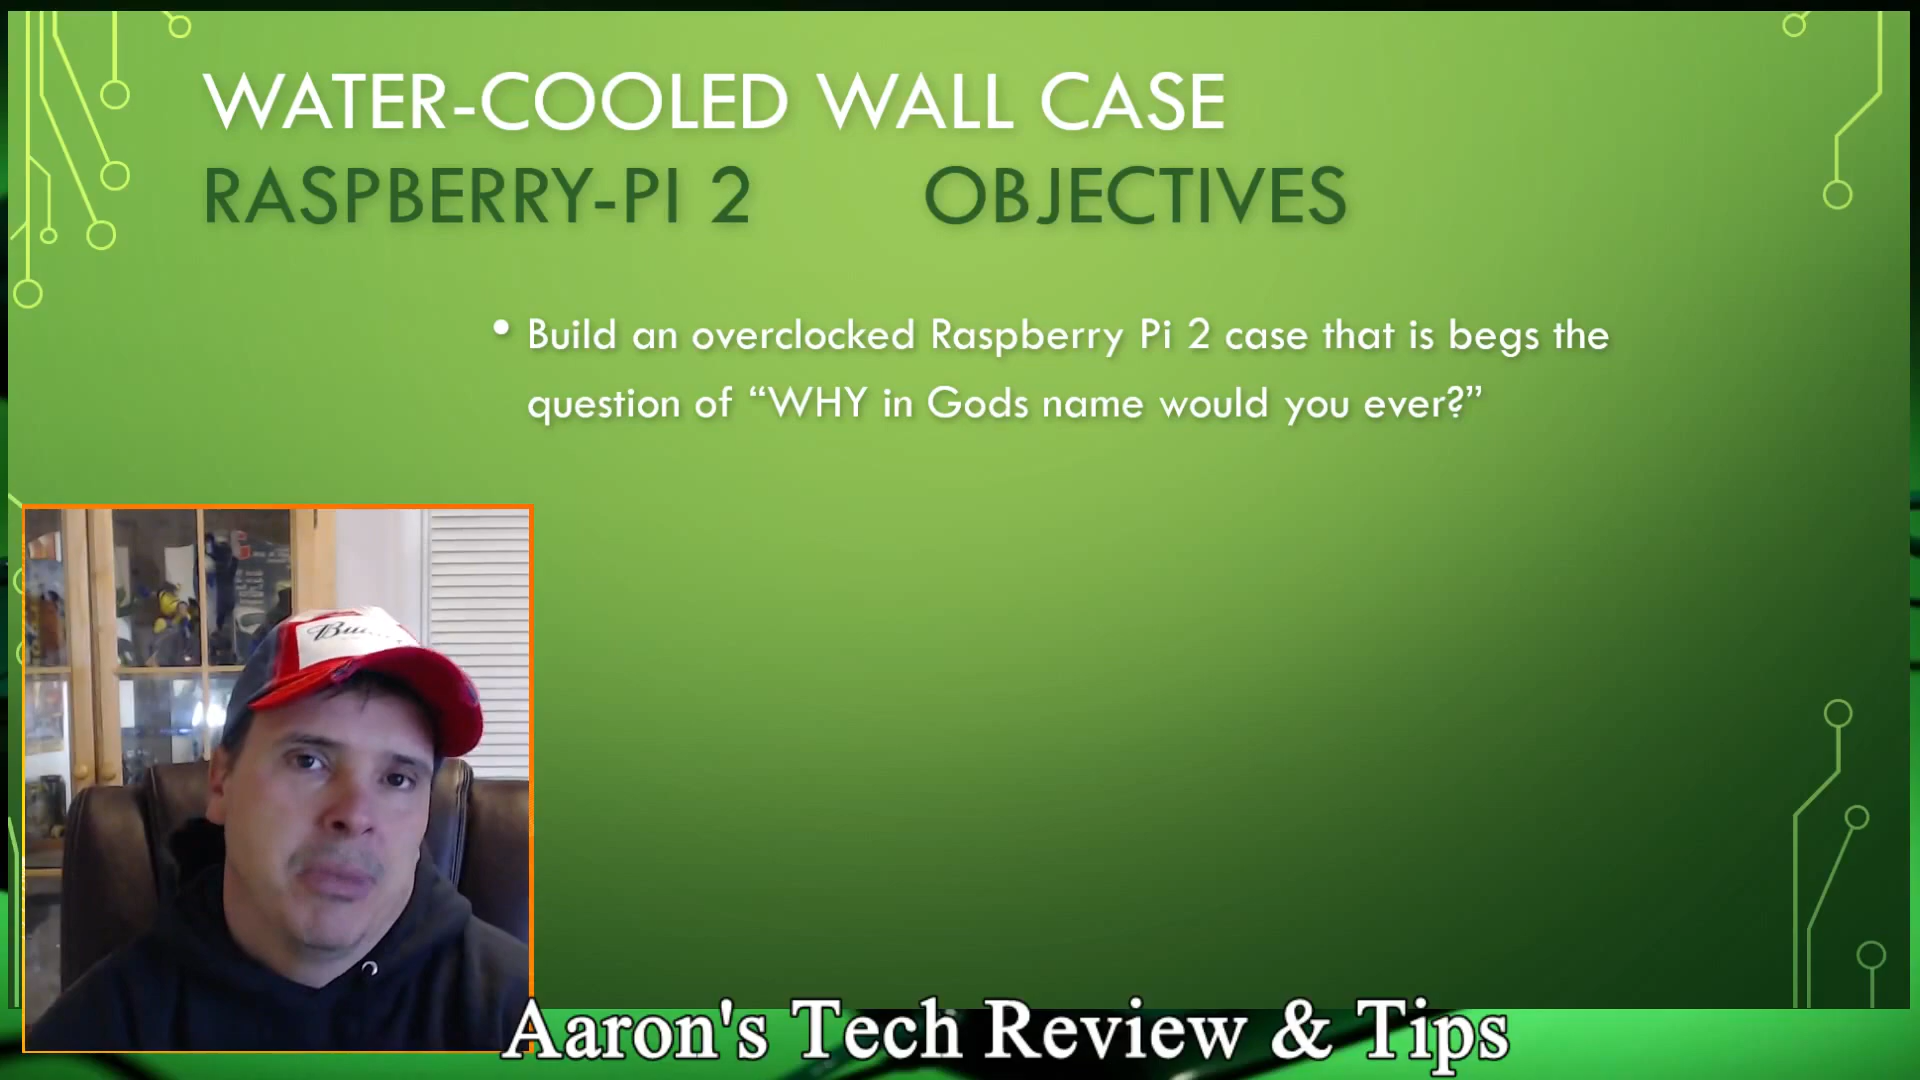 WATER-COOLED WALL CASE
RASPBERRY-PI 2 OBJECTIVES
• Build an overclocked Raspberry Pi 2 case that is begs the
question of “WHY in Gods name would you ever?”
Aaron's Tech Review & Tips